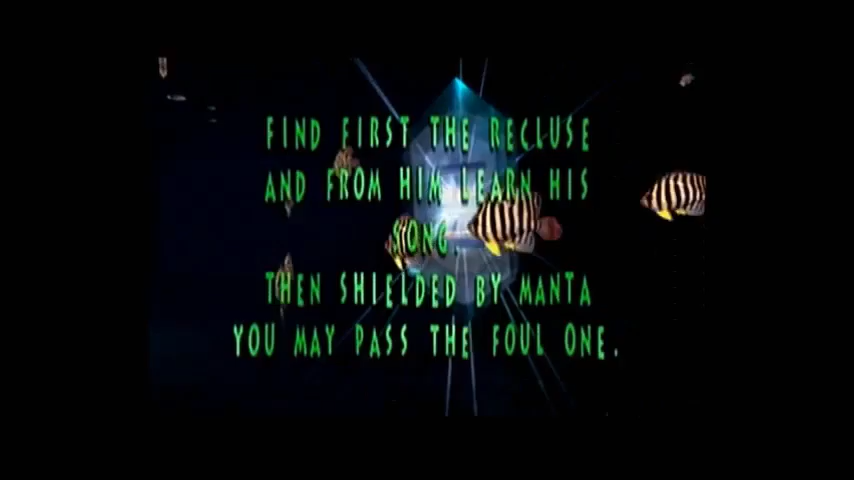 FIND FIRST THE RECLUSE
AND FROM HIM LEARN HIS
SONG.
THEN SHIELDED BY MANTA
YOU MAY PASS THE FOUL ONE.